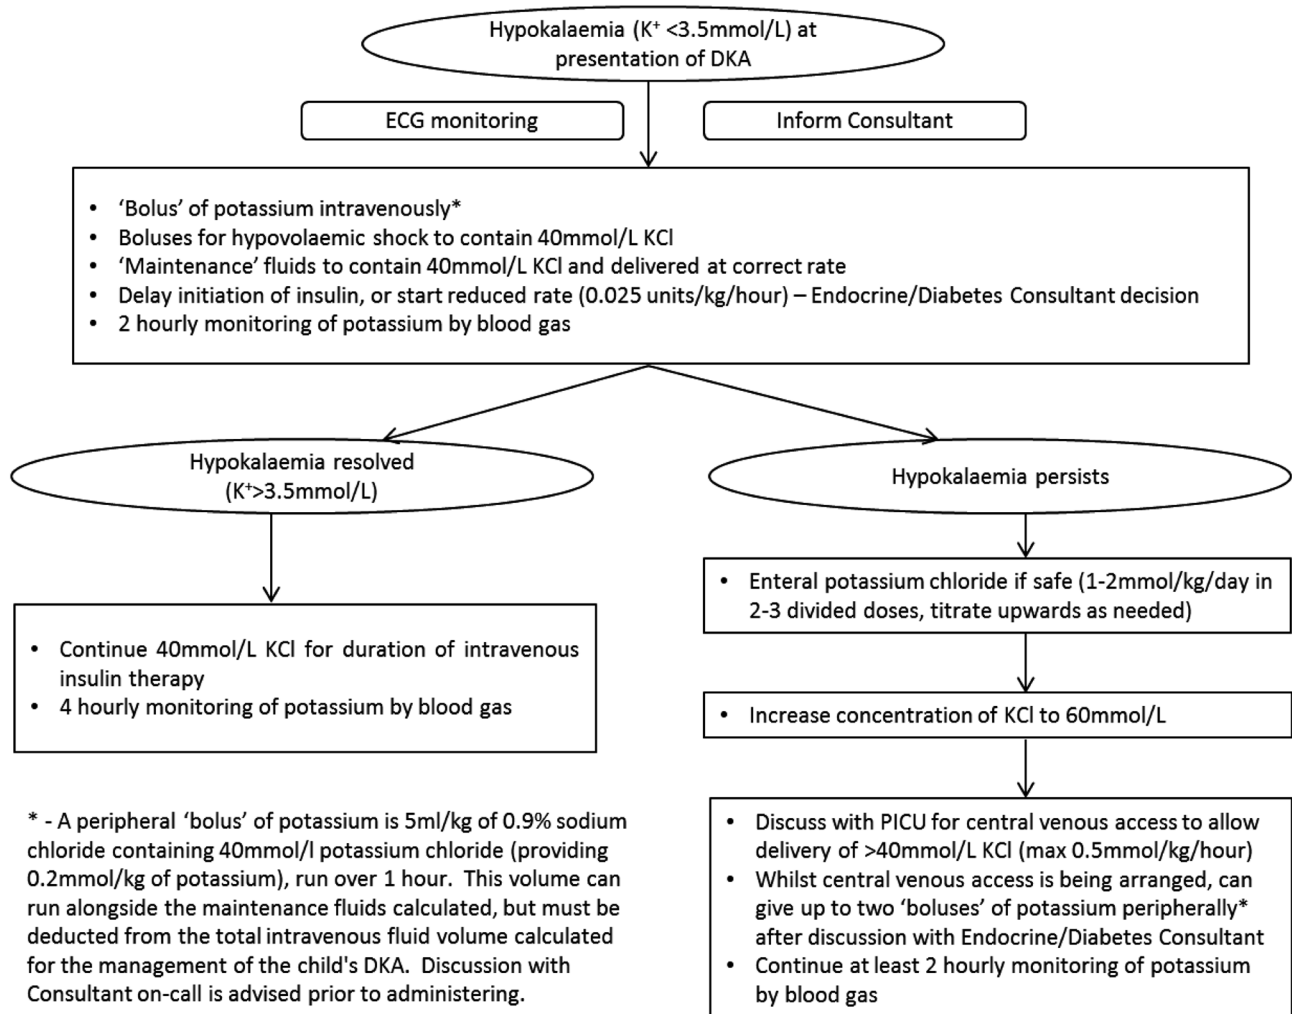 Hypokalaemia (K⁺ <3.5mmol/L) at
presentation of DKA
ECG monitoring
Inform Consultant
• ‘Bolus’ of potassium intravenously*
• Boluses for hypovolaemic shock to contain 40mmol/L KCl
• ‘Maintenance’ fluids to contain 40mmol/L KCl and delivered at correct rate
• Delay initiation of insulin, or start reduced rate (0.025 units/kg/hour) – Endocrine/Diabetes Consultant decision
• 2 hourly monitoring of potassium by blood gas
Hypokalaemia resolved
(K⁺>3.5mmol/L)
• Continue 40mmol/L KCl for duration of intravenous
insulin therapy
• 4 hourly monitoring of potassium by blood gas
* - A peripheral ‘bolus’ of potassium is 5ml/kg of 0.9% sodium
chloride containing 40mmol/l potassium chloride (providing
0.2mmol/kg of potassium), run over 1 hour. This volume can
run alongside the maintenance fluids calculated, but must be
deducted from the total intravenous fluid volume calculated
for the management of the child's DKA. Discussion with
Consultant on-call is advised prior to administering.
Hypokalaemia persists
• Enteral potassium chloride if safe (1-2mmol/kg/day in
2-3 divided doses, titrate upwards as needed)
• Increase concentration of KCl to 60mmol/L
• Discuss with PICU for central venous access to allow
delivery of >40mmol/L KCl (max 0.5mmol/kg/hour)
• Whilst central venous access is being arranged, can
give up to two ‘boluses’ of potassium peripherally*
after discussion with Endocrine/Diabetes Consultant
• Continue at least 2 hourly monitoring of potassium
by blood gas